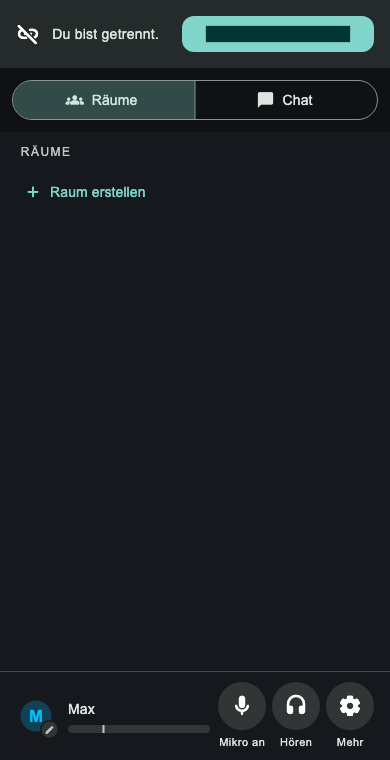 Du bist getrennt.
Räume
Chat
RÄUME
Raum erstellen
M
Max
Mikro an
Hören
Mehr